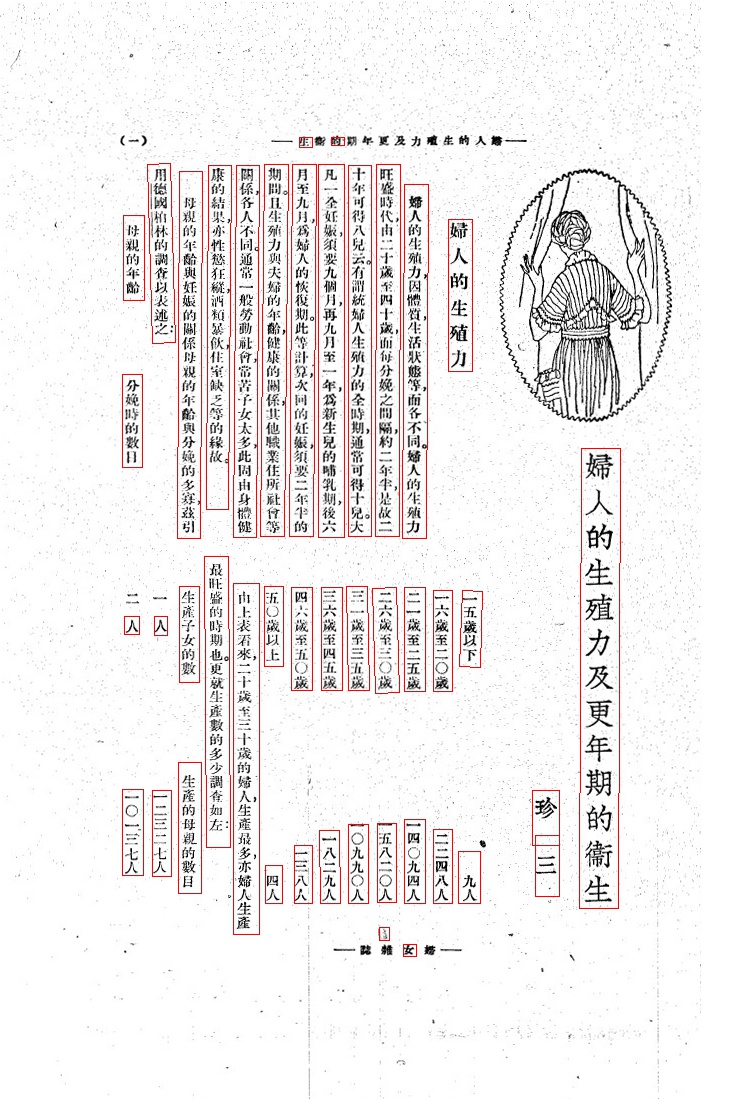 婦人的生殖力及更年期的衞生
(一)
婦人的生殖力及更年期的衞生
珍三
婦人的生殖力
婦人的生殖力,因體質,生活狀態等,而各不同。婦人的生殖力
旺盛時代,由二十歲至四十歲,而每分娩之間隔,約二年半,是故二
十年可得八兒云。有謂統婦人生殖力的全時期,通常可得十兒。大
凡一全妊娠,須要九個月,再九月至一年,爲新生兒的哺乳期,後六
月至九月,爲婦人的恢復期。此等計算,次回的妊娠,須要二年半的
期間。且生殖力與夫婦的年齡,健康的關係,其他職業住所社會等
關係,各人不同。通常一般勞動社會,常苦子女太多,此固由身體健
康的結果,亦性慾狂縱,酒類暴飲,住室缺乏等的緣故。
母親的年齡與妊娠的關係 母親的年齡與分娩的多寡,茲引
用德國柏林的調查以表述之:
母親的年齡 分娩時的數目
一五歲以下 九人
一六歲至二〇歲 二二四八人
二一歲至二五歲 一四〇九四人
二六歲至三〇歲 一五八二〇人
三一歲至三五歲 一〇九九〇人
三六歲至四五歲 一八二九人
四六歲至五〇歲 一三八人
五〇歲以上 四人
由上表看來,二十歲至三十歲的婦人生產最多,亦婦人生產
最旺盛的時期也。更就生產數的多少調查如左:
生產子女的數 生產的母親的數目
一人 一二三二七人
二人 一〇一三七人
婦女雜誌